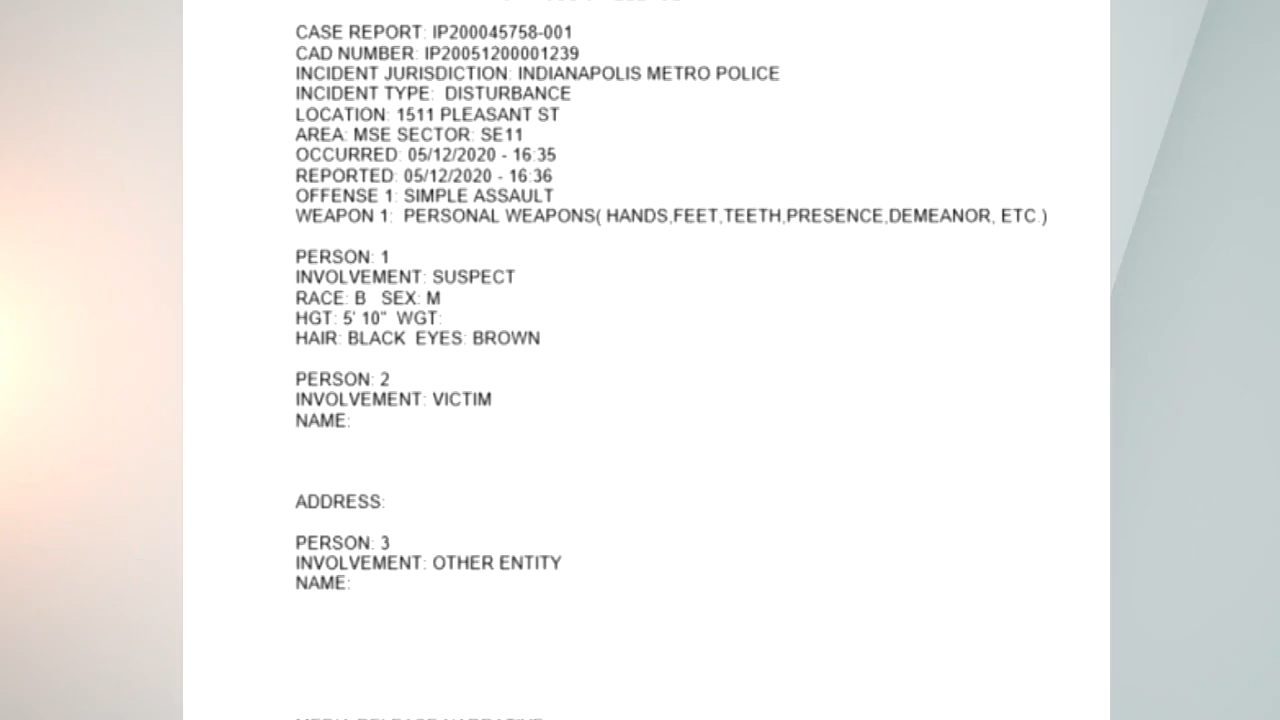 CASE REPORT: IP200045758-001
CAD NUMBER: IP20051200001239
INCIDENT JURISDICTION: INDIANAPOLIS METRO POLICE
INCIDENT TYPE:  DISTURBANCE
LOCATION: 1511 PLEASANT ST
AREA: MSE SECTOR: SE11
OCCURRED: 05/12/2020 - 16:35
REPORTED: 05/12/2020 - 16:36
OFFENSE 1: SIMPLE ASSAULT
WEAPON 1:  PERSONAL WEAPONS( HANDS,FEET,TEETH,PRESENCE,DEMEANOR, ETC.)
PERSON: 1
INVOLVEMENT: SUSPECT
RACE: B   SEX: M
HGT: 5' 10"  WGT:
HAIR: BLACK  EYES: BROWN
PERSON: 2
INVOLVEMENT: VICTIM
NAME:
ADDRESS:
PERSON: 3
INVOLVEMENT: OTHER ENTITY
NAME: